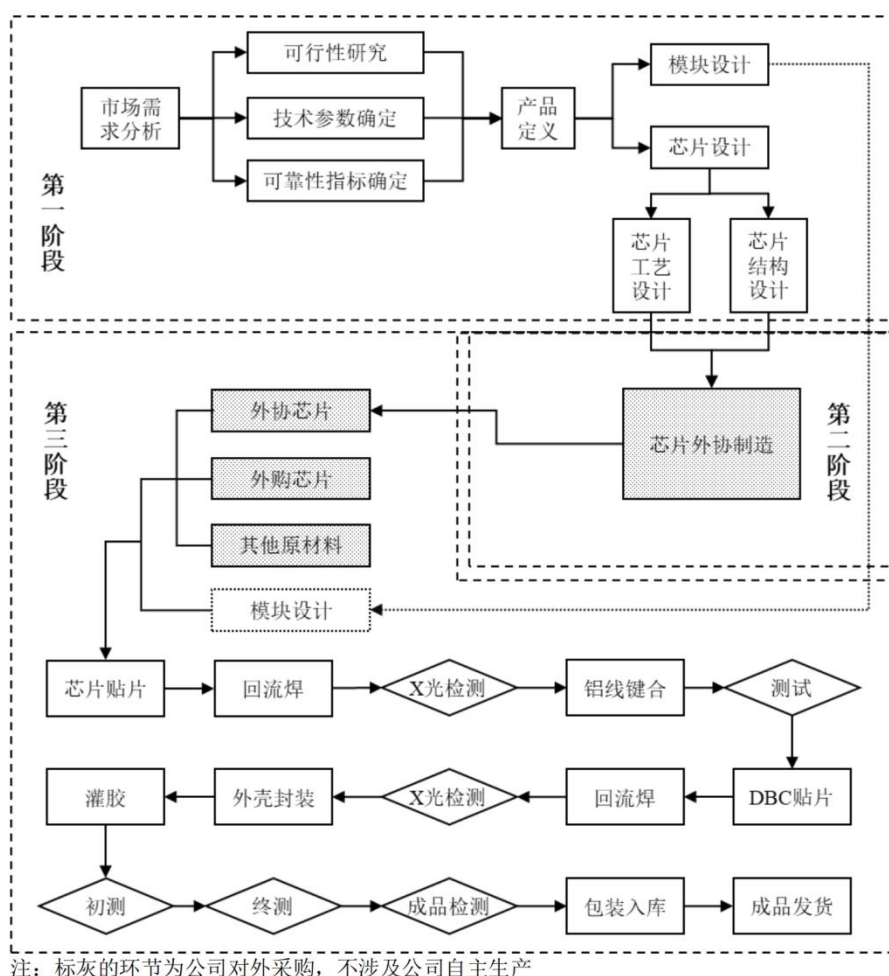 可行性研究
模块设计
市场需
求分析
技术参数确定
产品
定义
芯片设计
可靠性指标确定
第一阶段
芯片
工艺
设计
芯片
结构
设计
第三阶段
外协芯片
芯片外协制造
第二阶段
外购芯片
其他原材料
模块设计
芯片贴片
回流焊
X光检测
铝线键合
测试
灌胶
外壳封装
X光检测
回流焊
DBC贴片
初测
终测
成品检测
包装入库
成品发货
注：标灰的环节为公司对外采购，不涉及公司自主生产